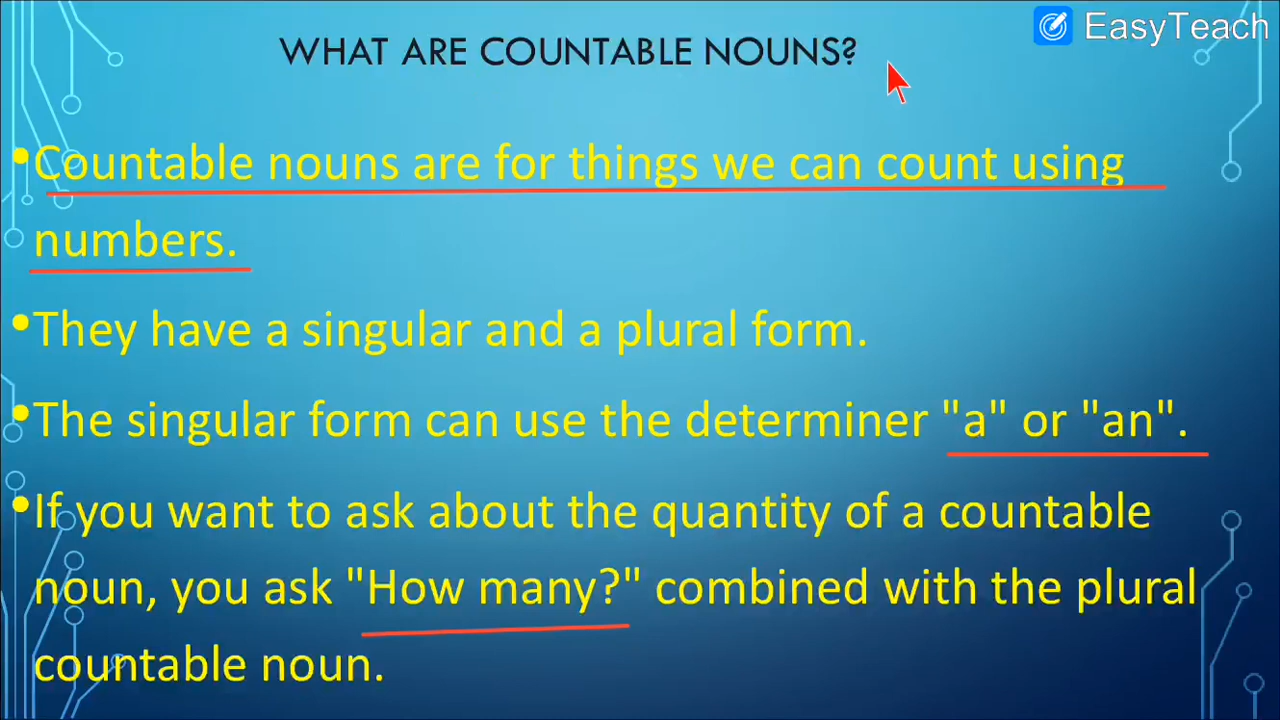 EasyTeach
WHAT ARE COUNTABLE NOUNS?
•Countable nouns are for things we can count using
numbers.
•They have a singular and a plural form.
•The singular form can use the determiner "a" or "an".
•If you want to ask about the quantity of a countable
noun, you ask "How many?" combined with the plural
countable noun.